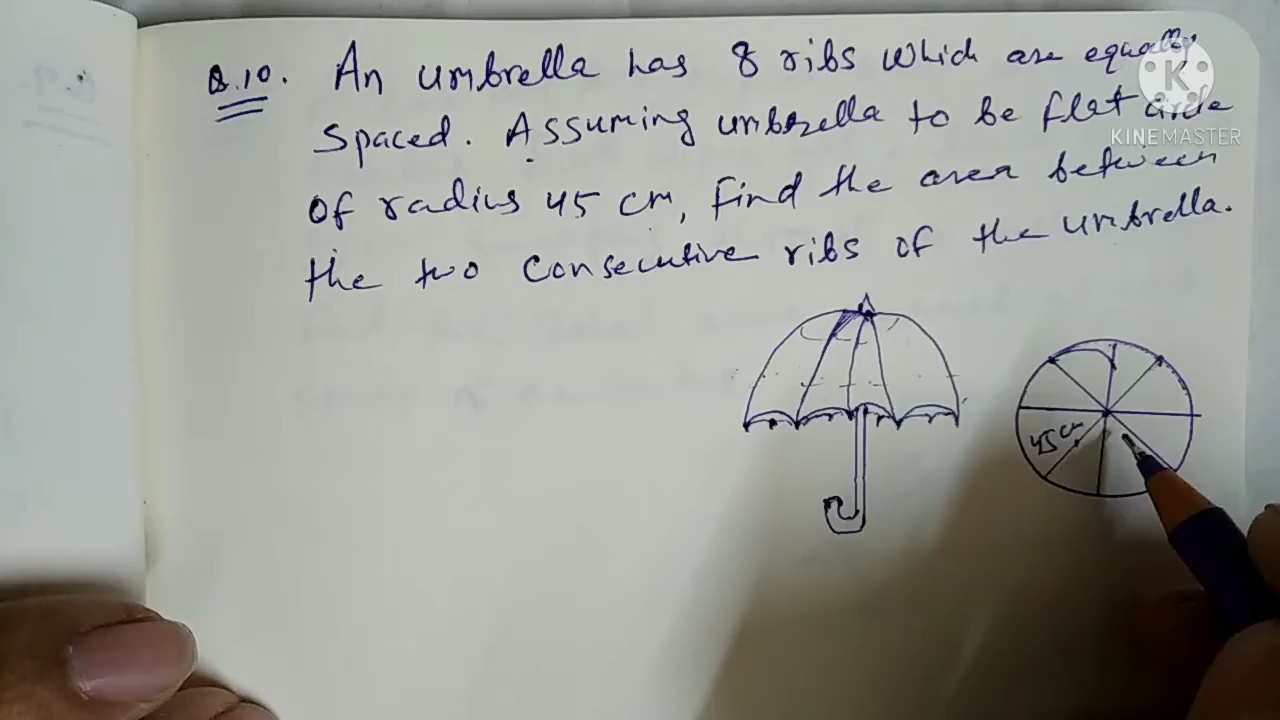 Q.10. An umbrella has 8 ribs which are equally
spaced. Assuming umbrella to be flat circle
of radius 45 cm, find the area between
the two consecutive ribs of the umbrella.
K
KINEMASTER
45 cm